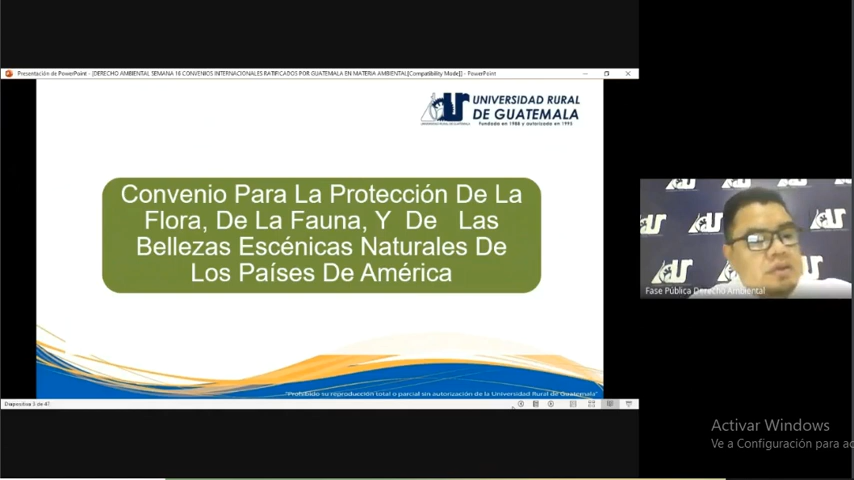 Presentación de PowerPoint - [DERECHO AMBIENTAL SEMANA 16 CONVENIOS INTERNACIONALES RATIFICADOS POR GUATEMALA EN MATERIA AMBIENTAL[Compatibility Mode]] - PowerPoint
UNIVERSIDAD RURAL
DE GUATEMALA
Fundada en 1988 y autorizada en 1995
Convenio Para La Protección De La
Flora, De La Fauna, Y De Las
Bellezas Escénicas Naturales De
Los Países De América
Fase Pública Derecho Ambiental
"Prohibido su reproducción total o parcial sin autorización de la Universidad Rural de Guatemala"
Diapositiva 3 de 41
Activar Windows
Ve a Configuración para ac